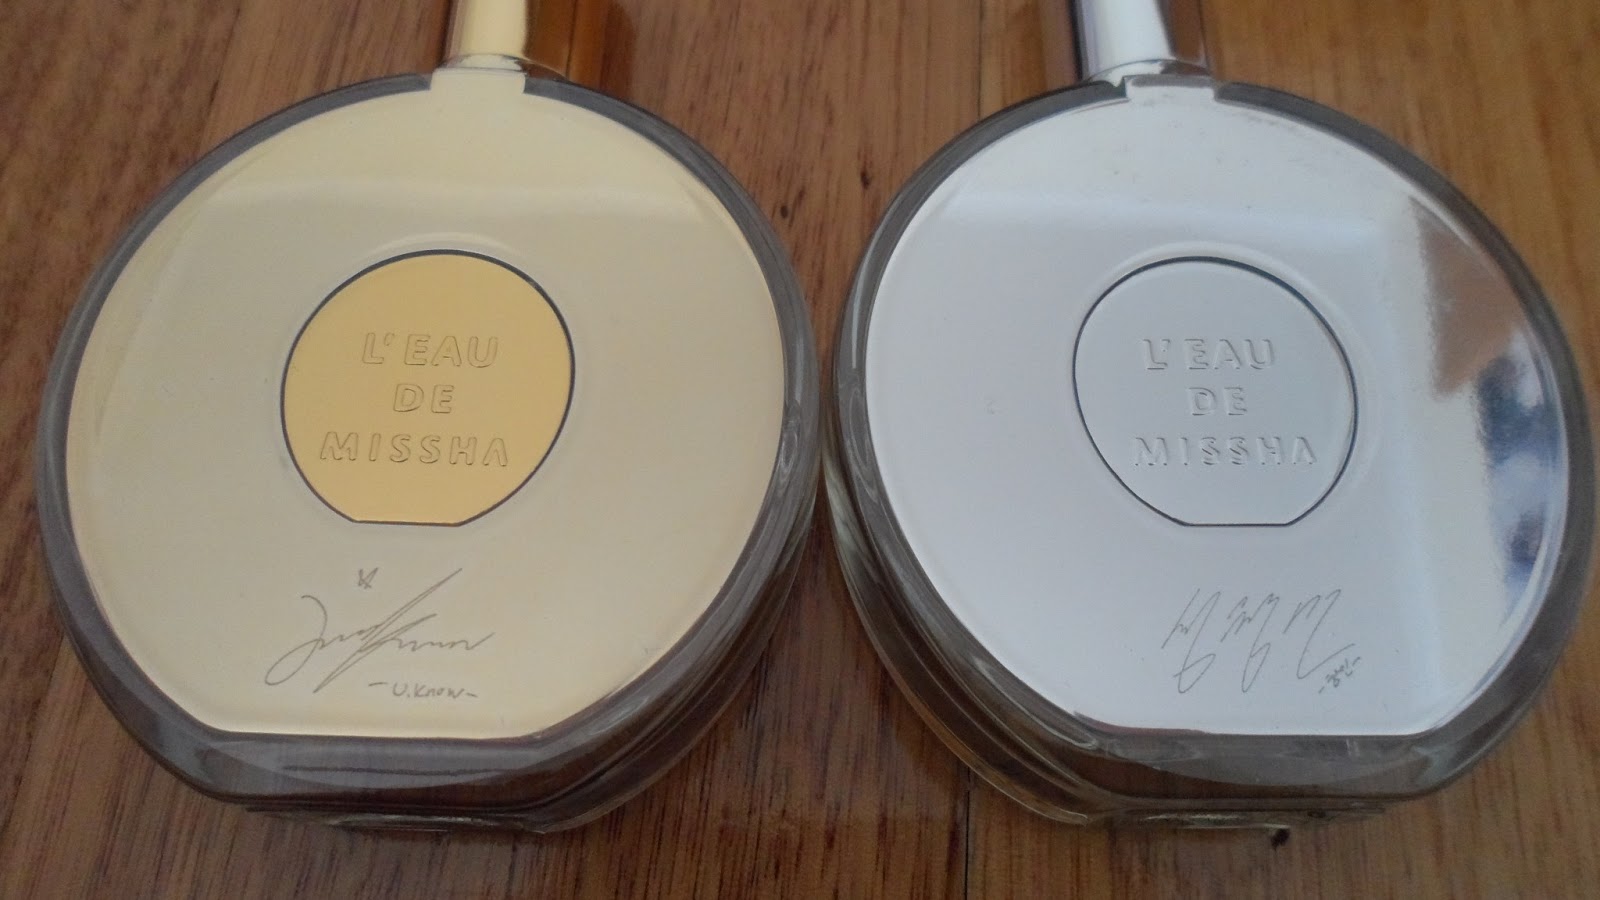 L'EAU
DE
MISSHA
-U.Know-
L'EAU
DE
MISSHA